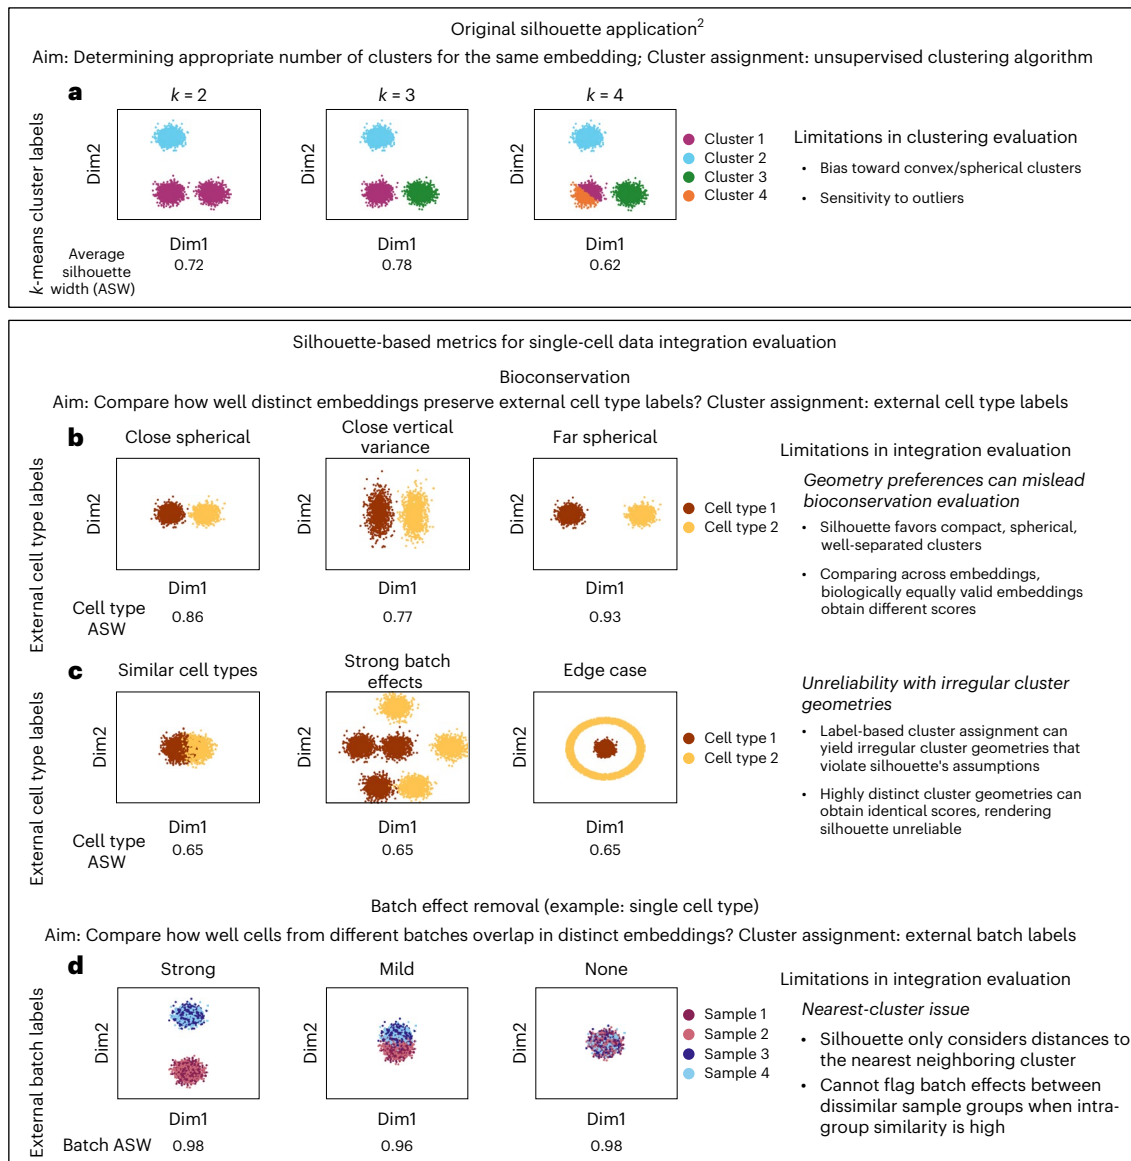 Original silhouette application2
Aim: Determining appropriate number of clusters for the same embedding; Cluster assignment: unsupervised clustering algorithm
a
k = 2
k = 3
k = 4
k-means cluster labels
Dim2
Dim2
Dim2
Cluster 1
Cluster 2
Cluster 3
Cluster 4
Dim1
Dim1
Dim1
Average
silhouette
width (ASW)
0.72
0.78
0.62
Limitations in clustering evaluation
• Bias toward convex/spherical clusters
• Sensitivity to outliers
Silhouette-based metrics for single-cell data integration evaluation
Bioconservation
Aim: Compare how well distinct embeddings preserve external cell type labels? Cluster assignment: external cell type labels
b
Close spherical
Close vertical
variance
Far spherical
External cell type labels
Dim2
Dim2
Dim2
Cell type 1
Cell type 2
Dim1
Dim1
Dim1
Cell type
ASW
0.86
0.77
0.93
Limitations in integration evaluation
Geometry preferences can mislead
bioconservation evaluation
• Silhouette favors compact, spherical,
well-separated clusters
• Comparing across embeddings,
biologically equally valid embeddings
obtain different scores
c
Similar cell types
Strong batch
effects
Edge case
External cell type labels
Dim2
Dim2
Dim2
Cell type 1
Cell type 2
Dim1
Dim1
Dim1
Cell type
ASW
0.65
0.65
0.65
Unreliability with irregular cluster
geometries
• Label-based cluster assignment can
yield irregular cluster geometries that
violate silhouette's assumptions
• Highly distinct cluster geometries can
obtain identical scores, rendering
silhouette unreliable
Batch effect removal (example: single cell type)
Aim: Compare how well cells from different batches overlap in distinct embeddings? Cluster assignment: external batch labels
d
Strong
Mild
None
External batch labels
Dim2
Dim2
Dim2
Sample 1
Sample 2
Sample 3
Sample 4
Dim1
Dim1
Dim1
Batch ASW
0.98
0.96
0.98
Limitations in integration evaluation
Nearest-cluster issue
• Silhouette only considers distances to
the nearest neighboring cluster
• Cannot flag batch effects between
dissimilar sample groups when intra-
group similarity is high